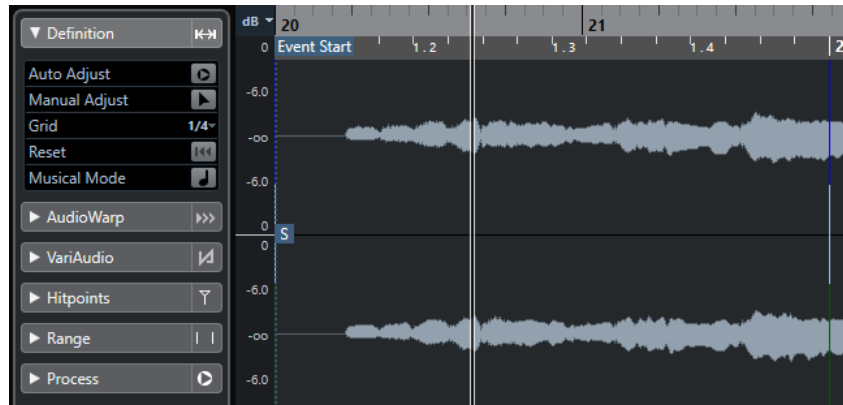 Definition
Auto Adjust
Manual Adjust
Grid 1/4
Reset
Musical Mode
AudioWarp
VariAudio
Hitpoints
Range
Process
dB 20 21
0 Event Start 1.2 1.3 1.4 2
-6.0
-oo
-6.0
0
S
0
-6.0
-oo
-6.0